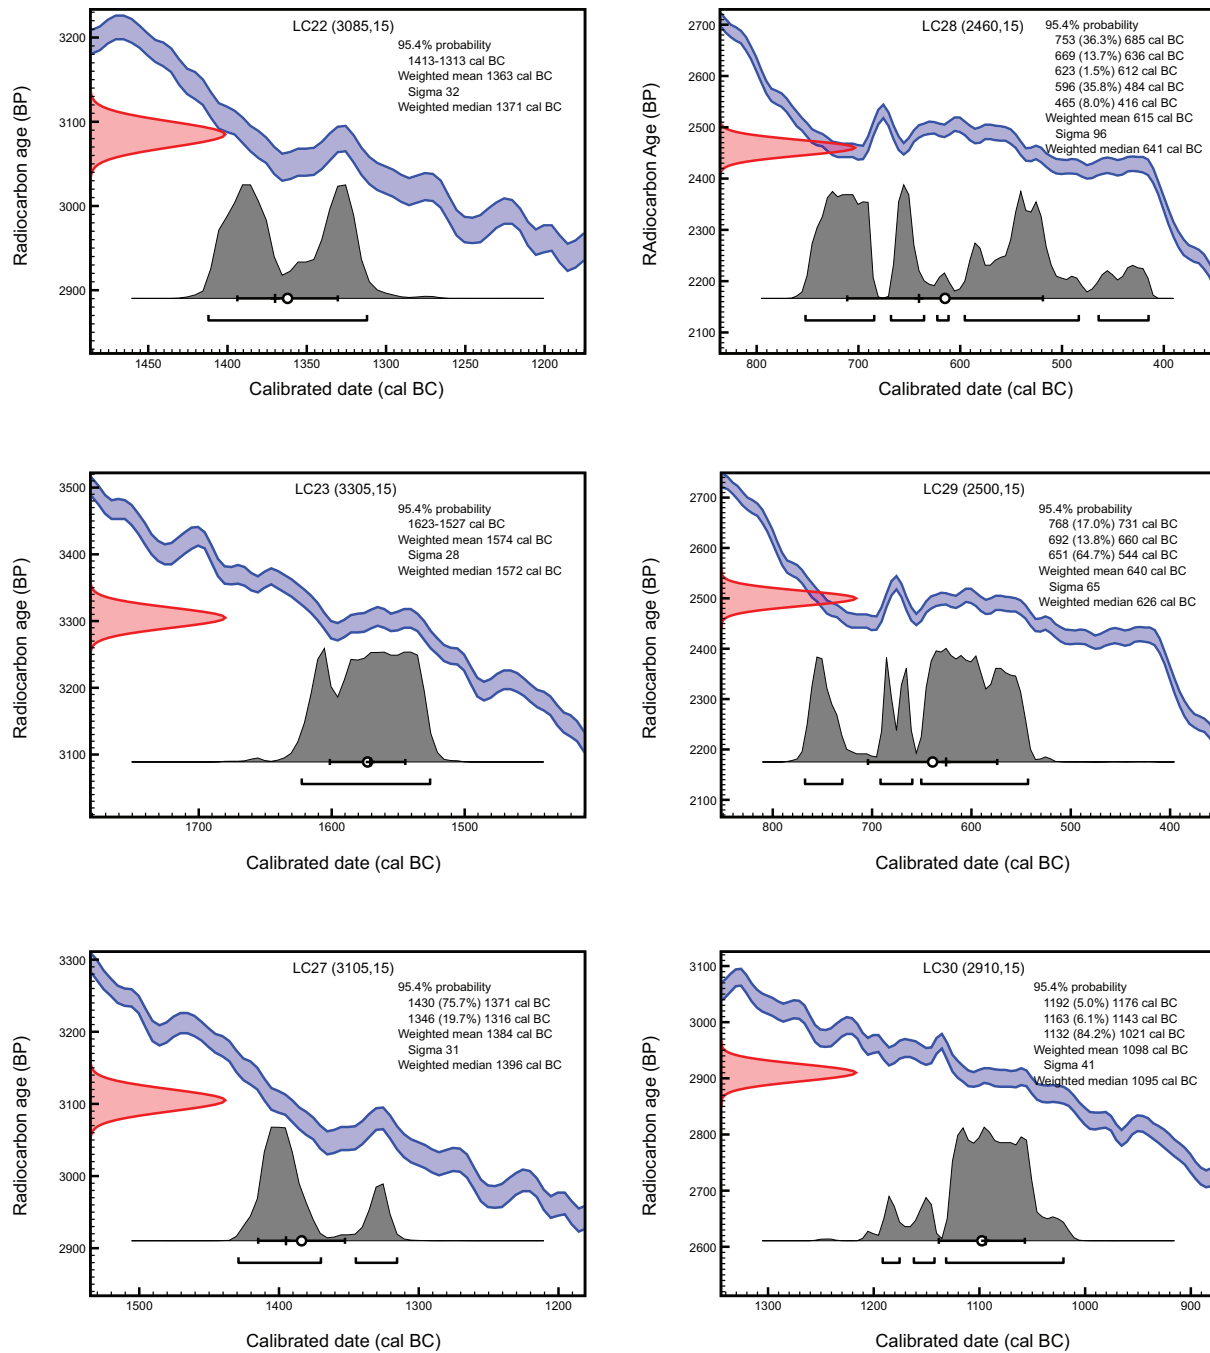 LC22 (3085,15)
95.4% probability
1413-1313 cal BC
Weighted mean 1363 cal BC
Sigma 32
Weighted median 1371 cal BC
3200
3100
3000
2900
Radiocarbon age (BP)
1450 1400 1350 1300 1250 1200
Calibrated date (cal BC)
LC28 (2460,15)
95.4% probability
753 (36.3%) 685 cal BC
669 (13.7%) 636 cal BC
623 (1.5%) 612 cal BC
596 (35.8%) 484 cal BC
465 (8.0%) 416 cal BC
Weighted mean 615 cal BC
Sigma 96
Weighted median 641 cal BC
2700
2600
2500
2400
2300
2200
2100
RAdiocarbon Age (BP)
800 700 600 500 400
Calibrated date (cal BC)
LC23 (3305,15)
95.4% probability
1623-1527 cal BC
Weighted mean 1574 cal BC
Sigma 28
Weighted median 1572 cal BC
3500
3400
3300
3200
3100
Radiocarbon age (BP)
1700 1600 1500
Calibrated date (cal BC)
LC29 (2500,15)
95.4% probability
768 (17.0%) 731 cal BC
692 (13.8%) 660 cal BC
651 (64.7%) 544 cal BC
Weighted mean 640 cal BC
Sigma 65
Weighted median 626 cal BC
2700
2600
2500
2400
2300
2200
2100
Radiocarbon age (BP)
800 700 600 500 400
Calibrated date (cal BC)
LC27 (3105,15)
95.4% probability
1430 (75.7%) 1371 cal BC
1346 (19.7%) 1316 cal BC
Weighted mean 1384 cal BC
Sigma 31
Weighted median 1396 cal BC
3300
3200
3100
3000
2900
Radiocarbon age (BP)
1500 1400 1300 1200
Calibrated date (cal BC)
LC30 (2910,15)
95.4% probability
1192 (5.0%) 1176 cal BC
1163 (6.1%) 1143 cal BC
1132 (84.2%) 1021 cal BC
Weighted mean 1098 cal BC
Sigma 41
Weighted median 1095 cal BC
3100
3000
2900
2800
2700
2600
Radiocarbon age (BP)
1300 1200 1100 1000 900
Calibrated date (cal BC)